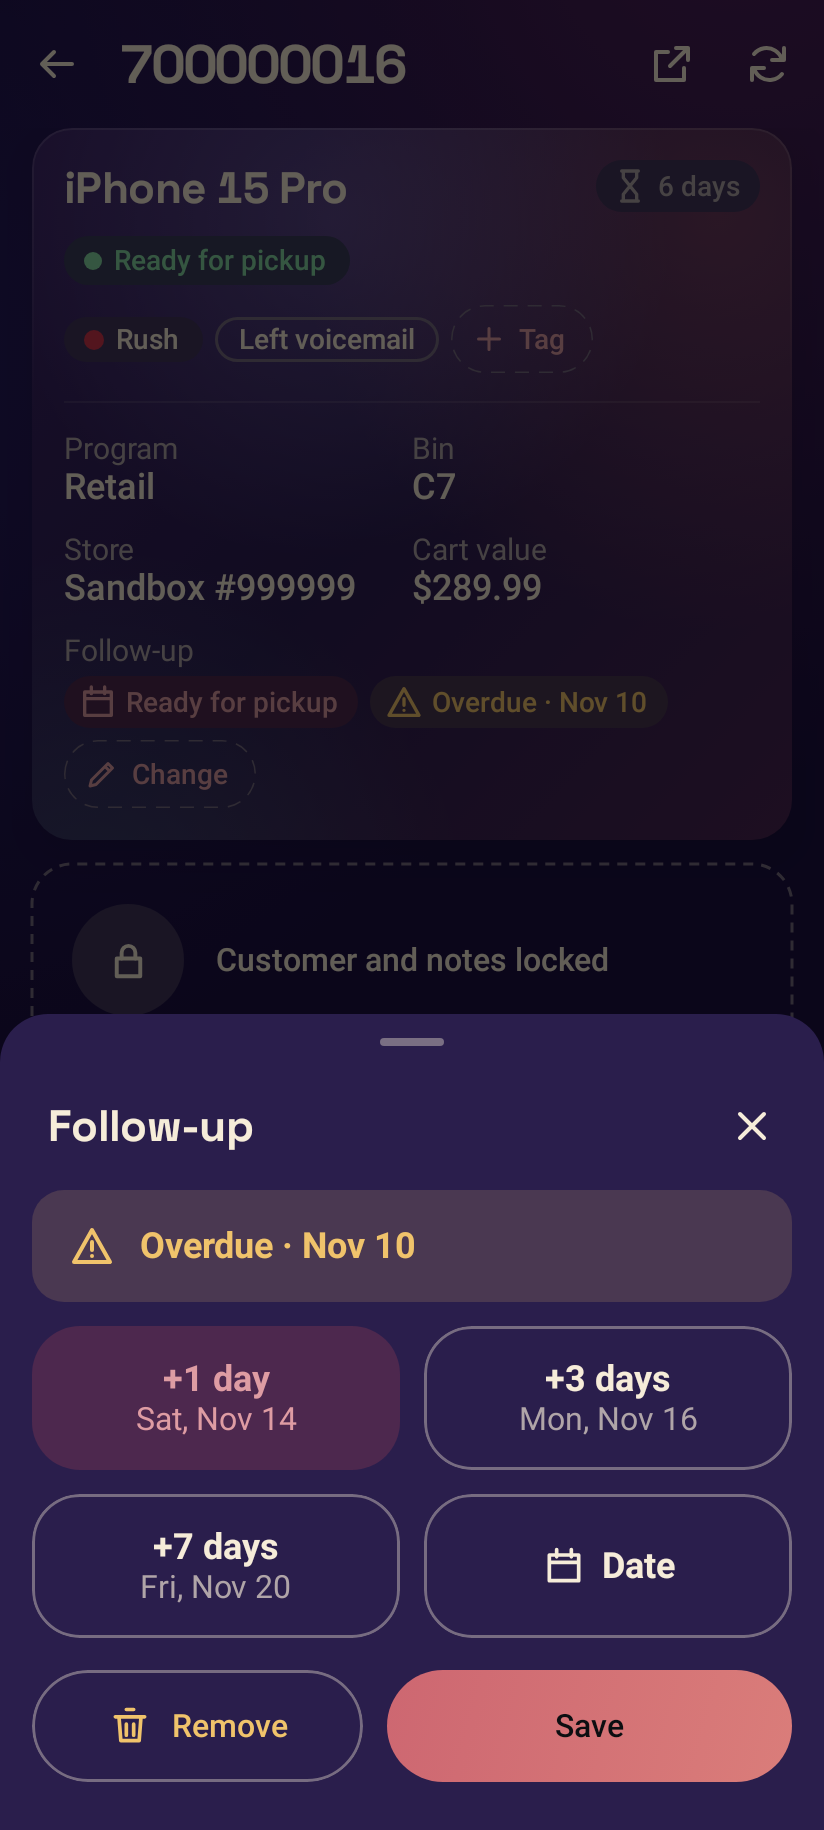 700000016
iPhone 15 Pro
6 days
Ready for pickup
Rush
Left voicemail
+ Tag
Program
Bin
Retail
C7
Store
Cart value
Sandbox #999999
$289.99
Follow-up
Ready for pickup
Overdue · Nov 10
Change
Customer and notes locked
Follow-up
Overdue · Nov 10
+1 day
Sat, Nov 14
+3 days
Mon, Nov 16
+7 days
Fri, Nov 20
Date
Remove
Save